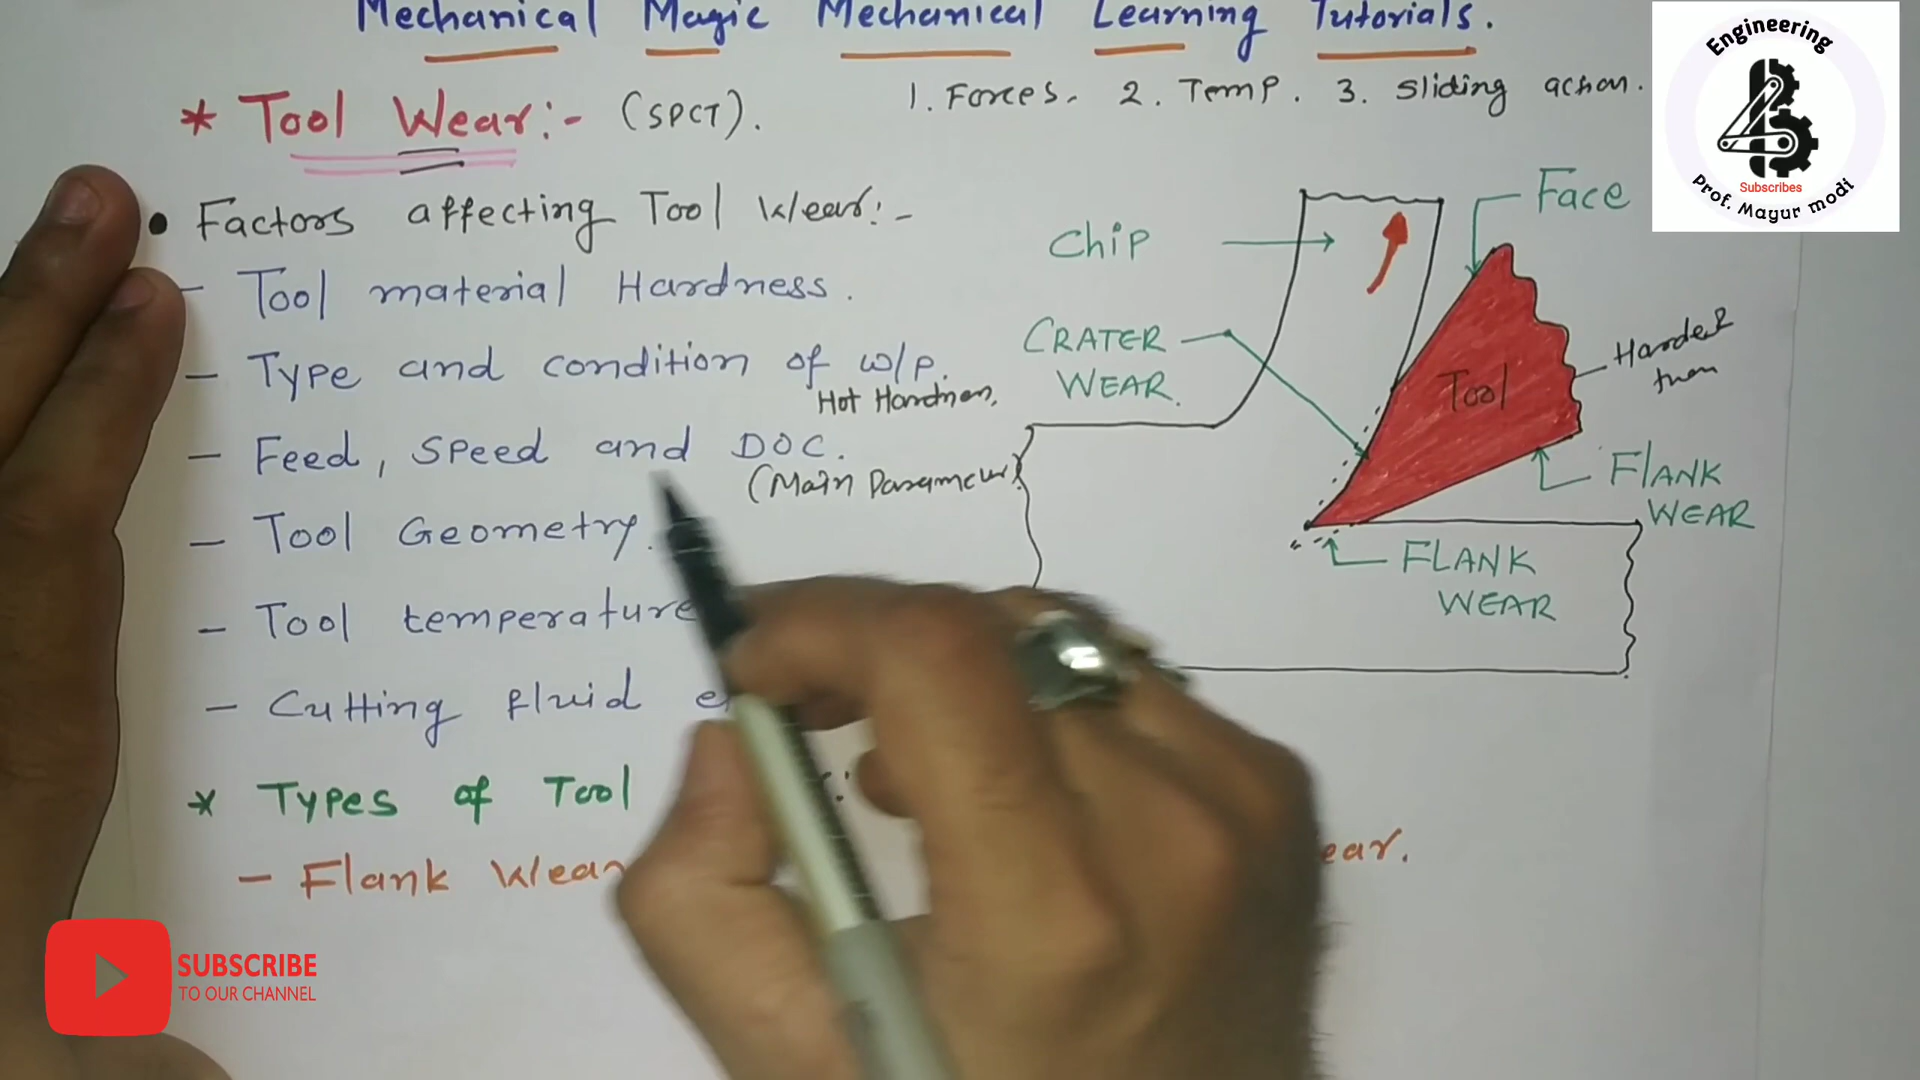 Mechanical Magic Mechanical Learning Tutorials.
* Tool Wear:- (SPCT).
1. Forces. 2. Temp. 3. Sliding action.
• Factors affecting Tool Wear:-
- Tool material Hardness.
- Type and condition of w/p.
Hot Hardness.
- Feed, Speed and DOC.
(Main Parameter)
- Tool Geometry.
- Tool temperature
- Cutting fluid
* Types of Tool
- Flank Wear
ear.
Face
Chip
CRATER
WEAR.
Tool
Harder
than
FLANK
WEAR
FLANK
WEAR
Engineering
Subscribes
Prof. Mayur modi
SUBSCRIBE
TO OUR CHANNEL